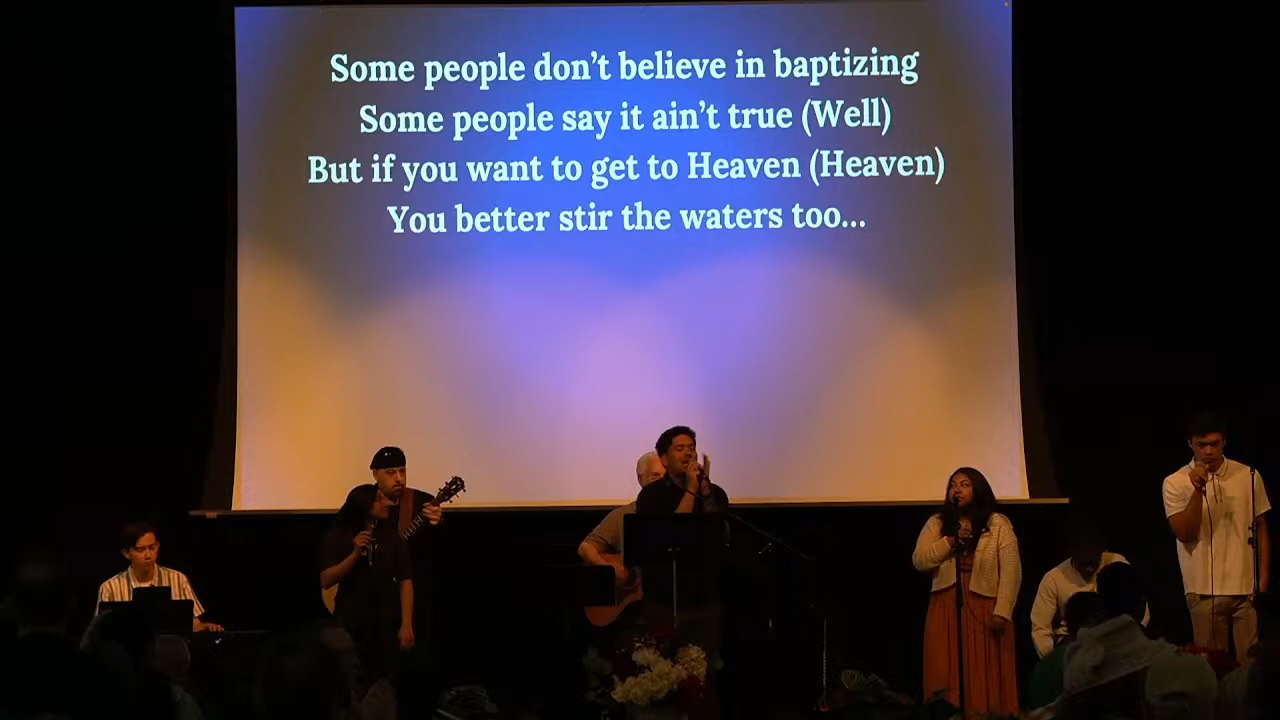 Some people don’t believe in baptizing
Some people say it ain’t true (Well)
But if you want to get to Heaven (Heaven)
You better stir the waters too...